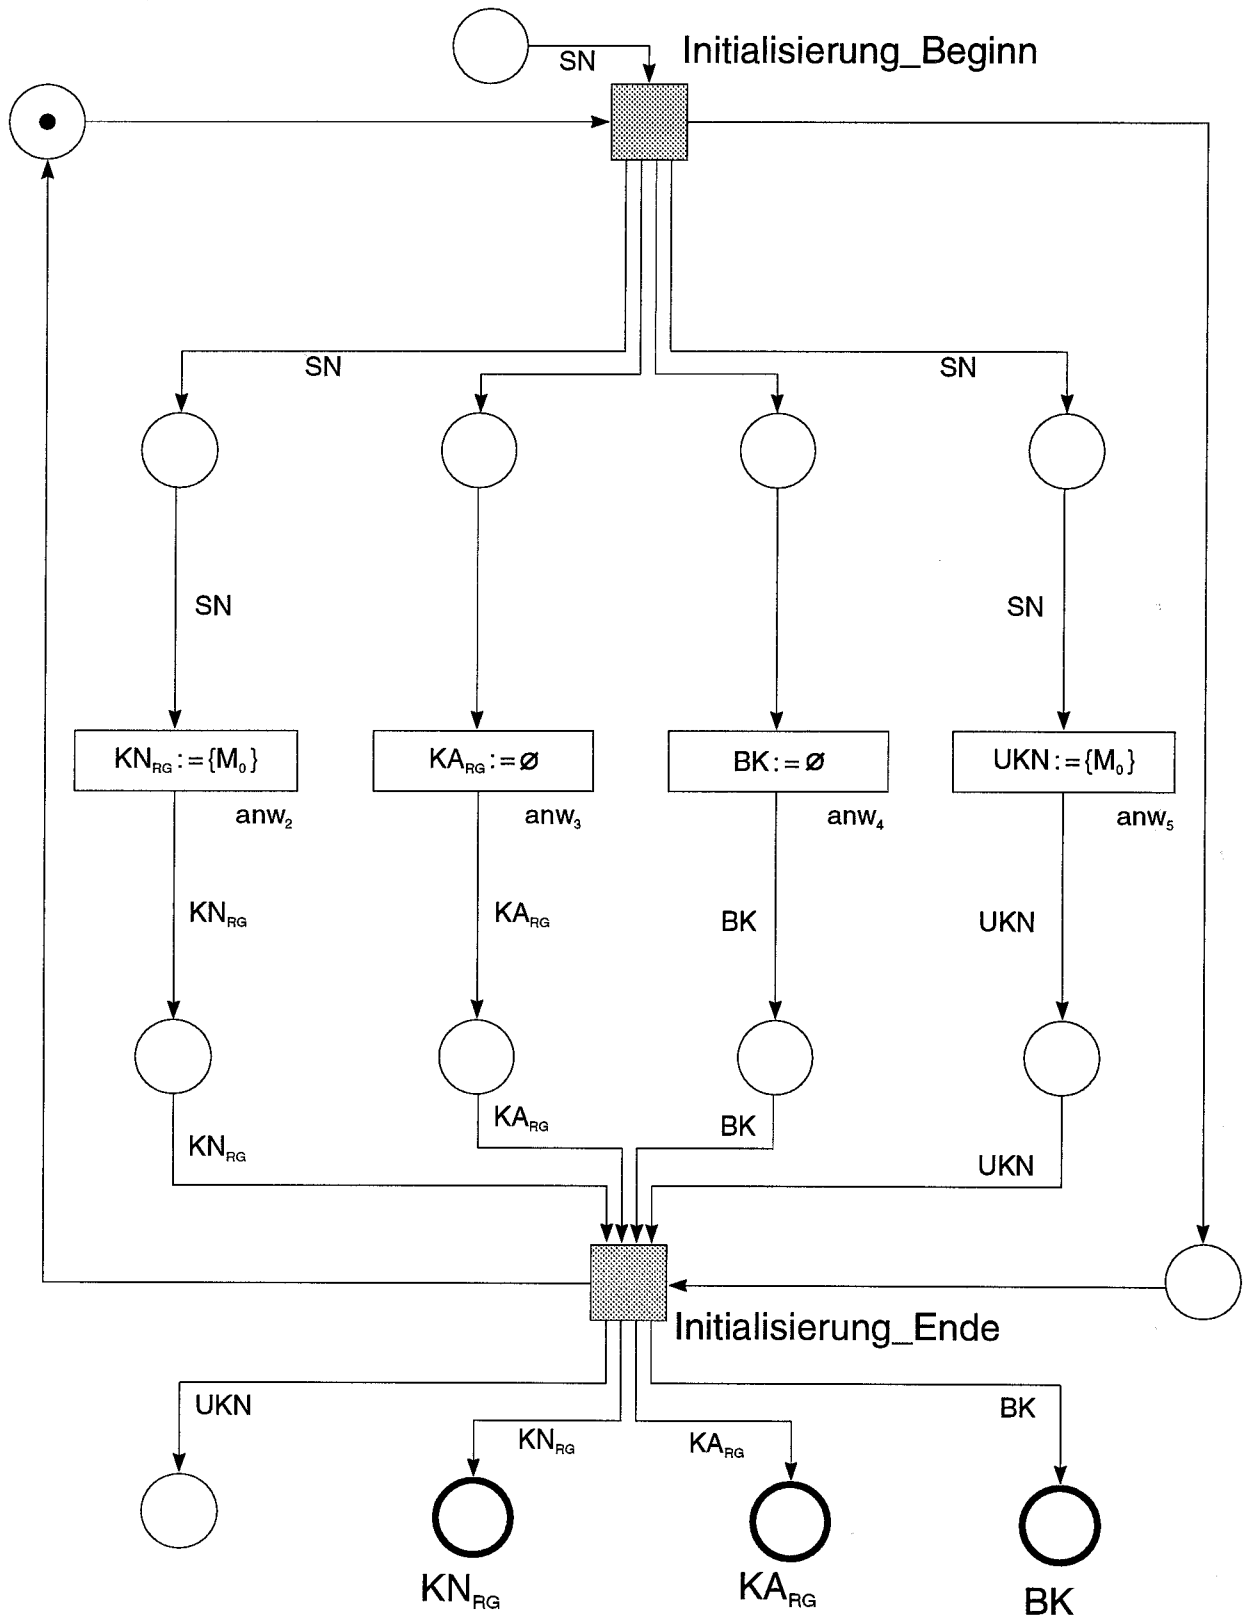 SN
Initialisierung_Beginn
SN
SN
SN
SN
KN_RG := {M_0}
KA_RG := ∅
BK := ∅
UKN := {M_0}
anw_2
anw_3
anw_4
anw_5
KN_RG
KA_RG
BK
UKN
KA_RG
BK
KN_RG
UKN
Initialisierung_Ende
UKN
BK
KN_RG
KA_RG
KN_RG
KA_RG
BK